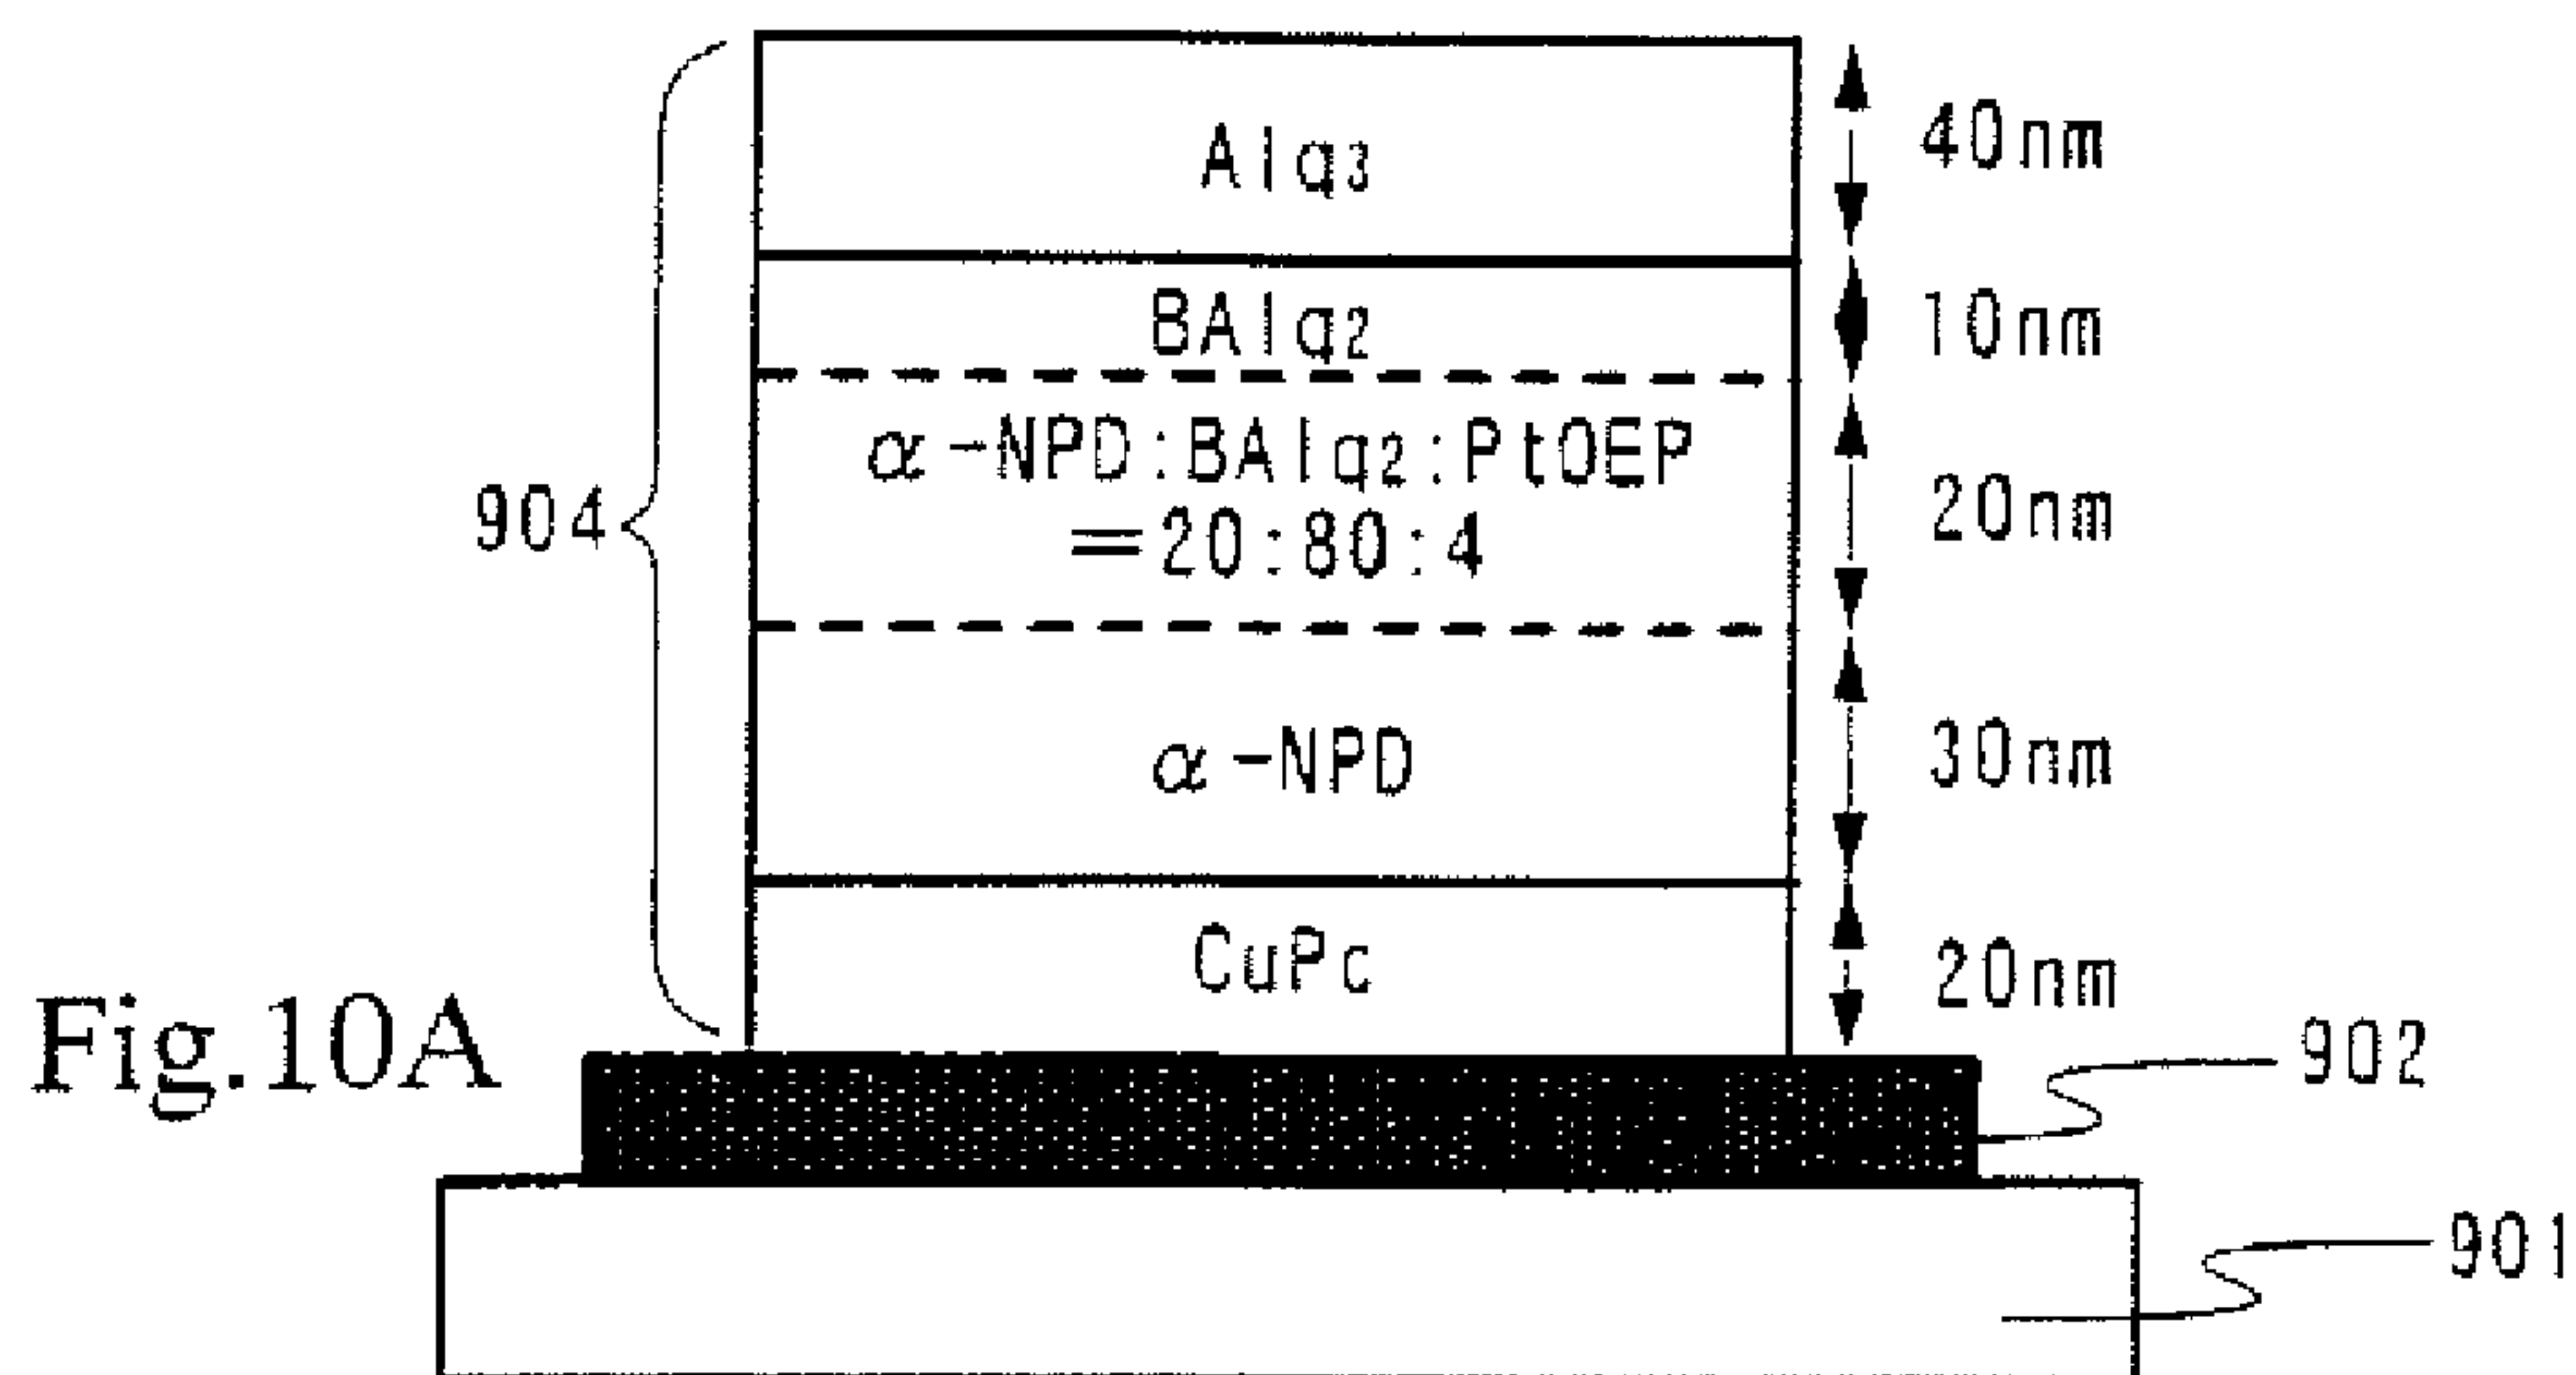 Alq3
40nm
BAlq2
10nm
α-NPD:BAlq2:PtOEP
=20:80:4
20nm
904
α-NPD
30nm
CuPc
20nm
Fig.10A
902
901